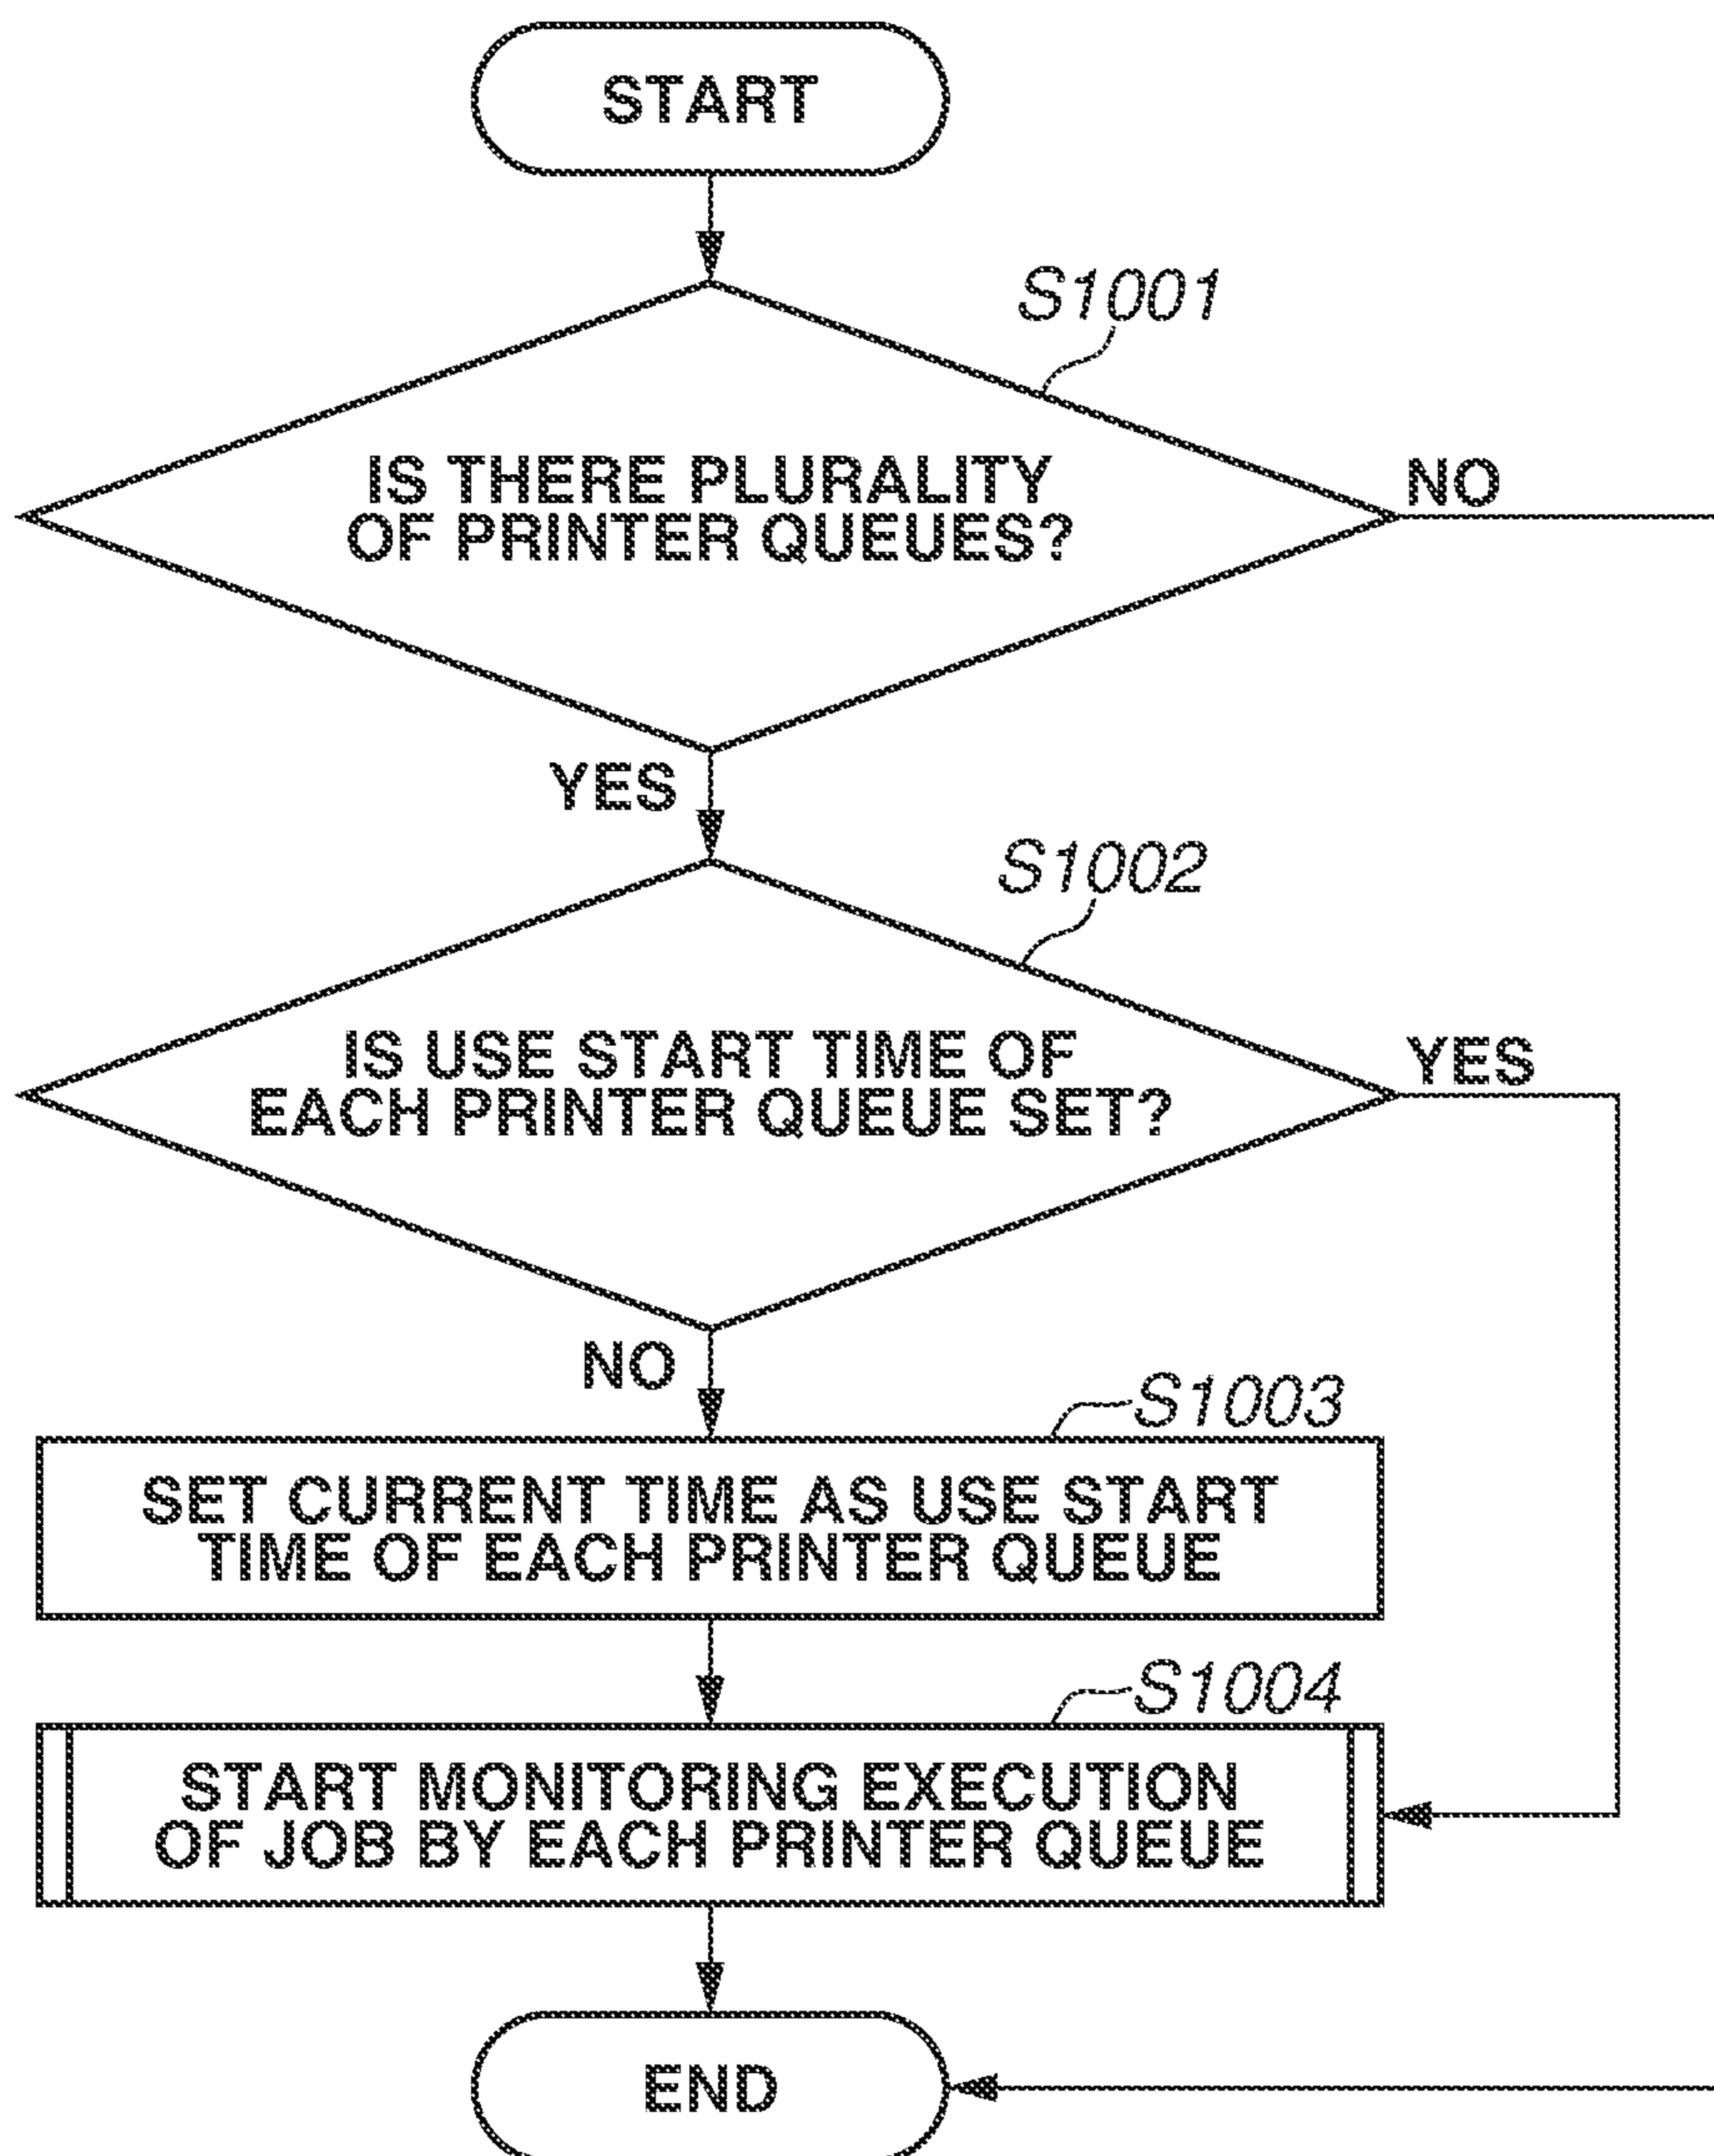 START
S1001
IS THERE PLURALITY
OF PRINTER QUEUES?
NO
YES
S1002
IS USE START TIME OF
EACH PRINTER QUEUE SET?
YES
NO
S1003
SET CURRENT TIME AS USE START
TIME OF EACH PRINTER QUEUE
S1004
START MONITORING EXECUTION
OF JOB BY EACH PRINTER QUEUE
END